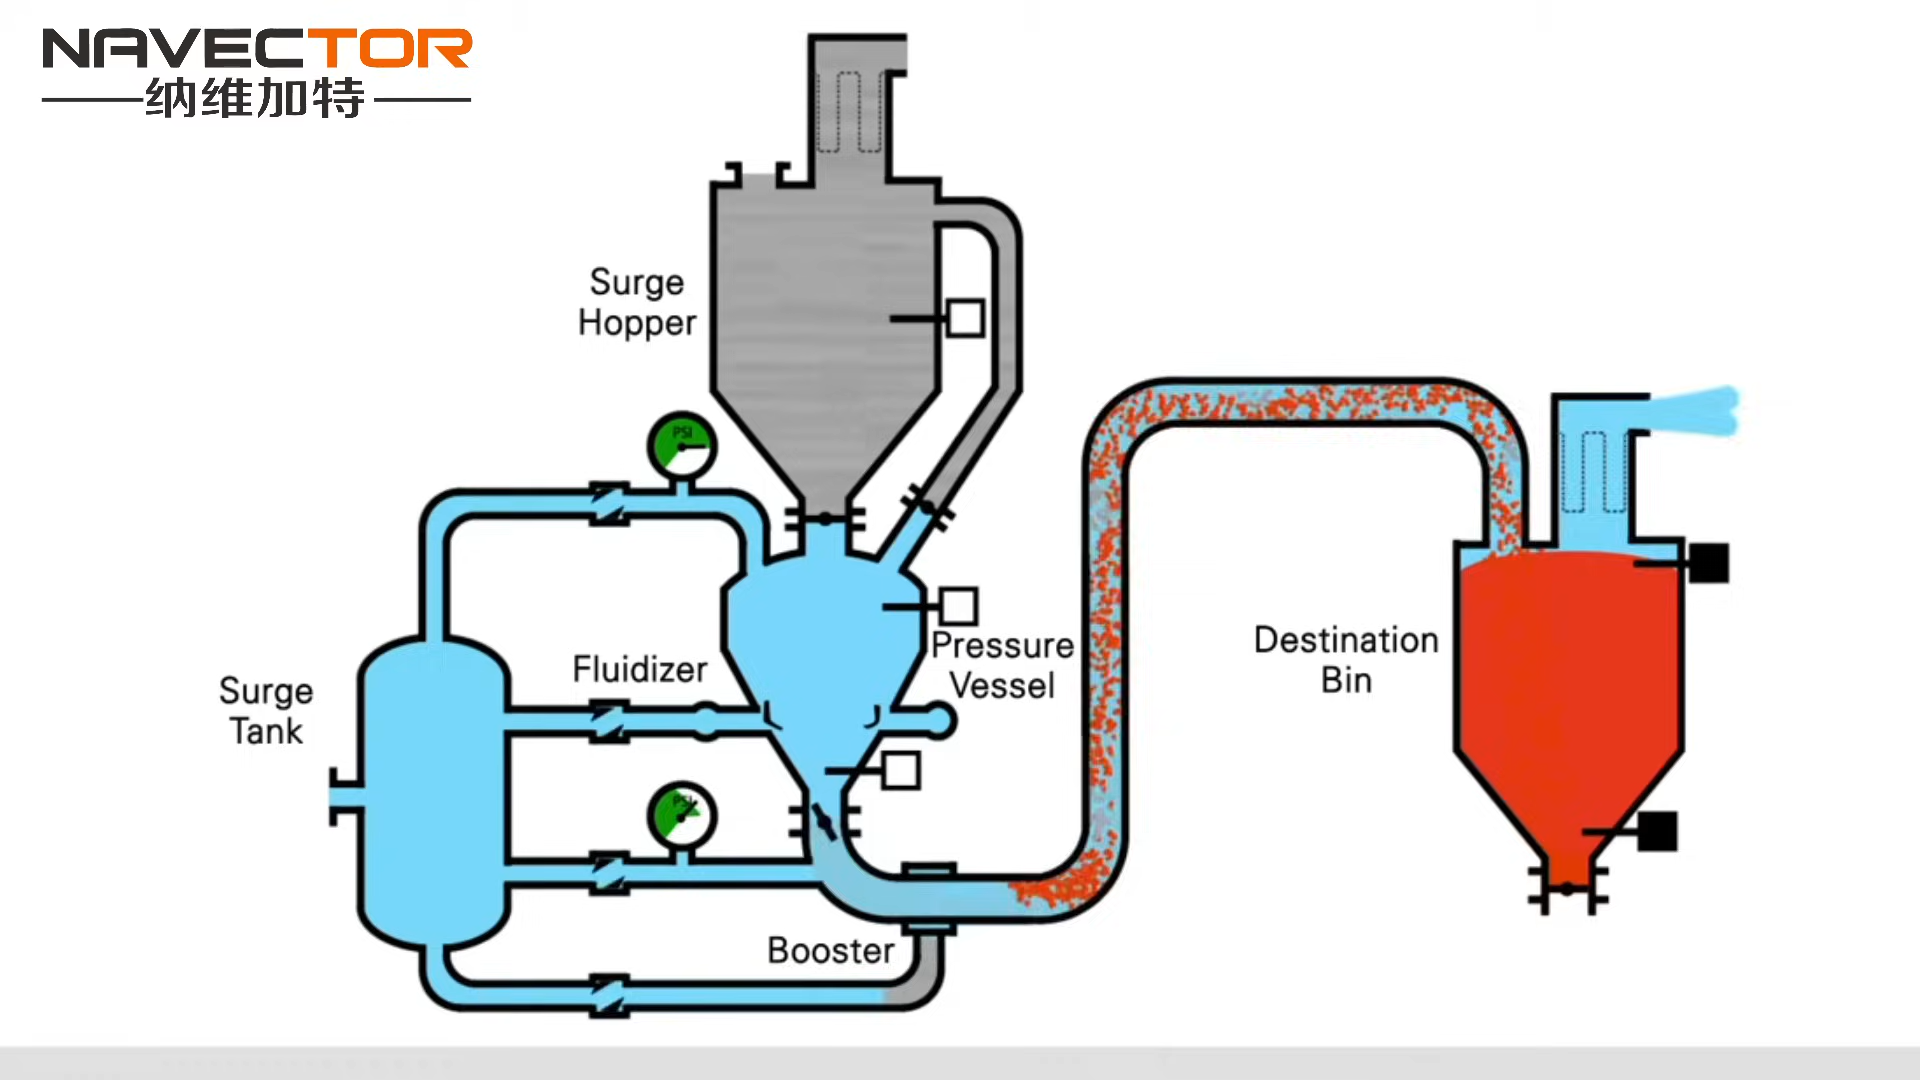 NAVECTOR
纳维加特
Surge
Hopper
PSI
Fluidizer
Pressure
Vessel
Surge
Tank
Destination
Bin
PSI
Booster